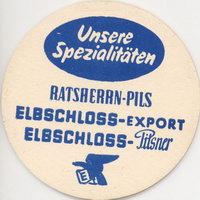 Unsere
Spezialitäten
RATSHERRN-PILS
ELBSCHLOSS-EXPORT
ELBSCHLOSS-Pilsner